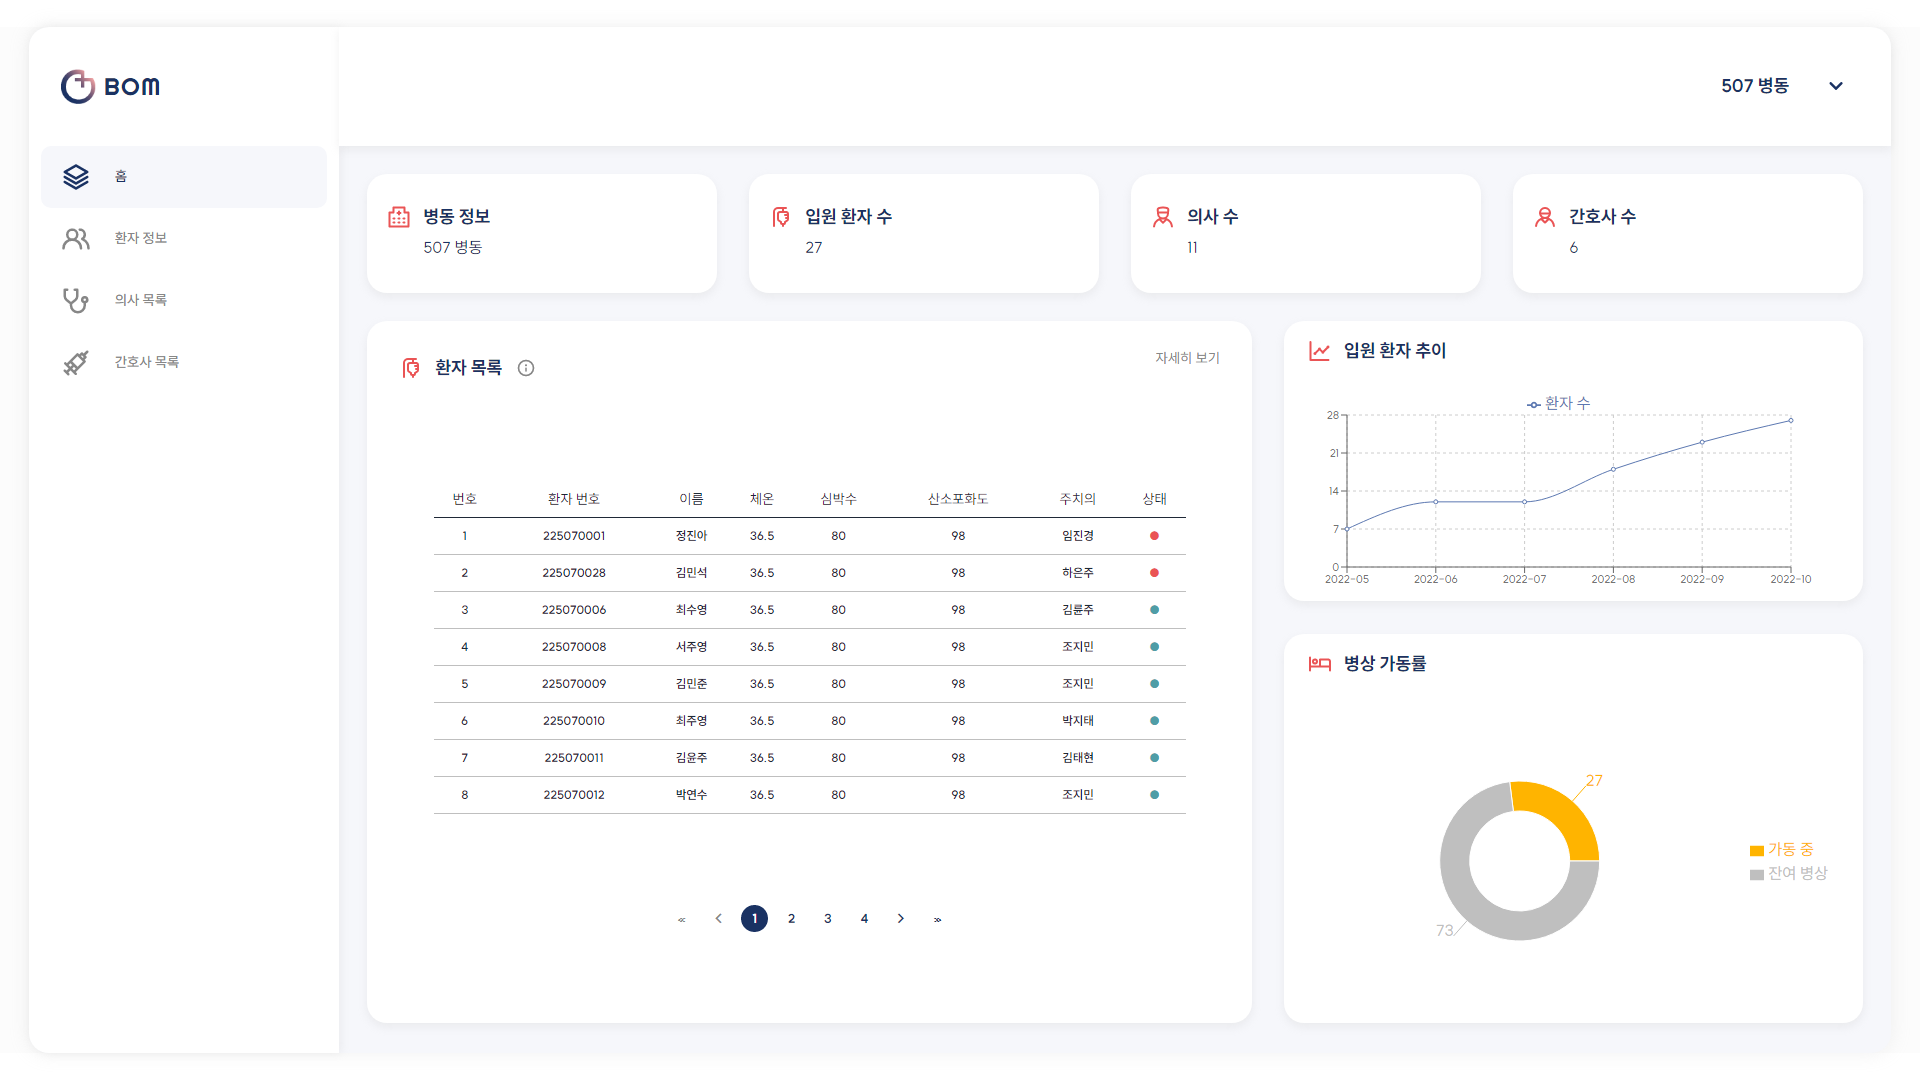 BOM
507 병동
홈
환자 정보
의사 목록
간호사 목록
병동 정보
507 병동
입원 환자 수
27
의사 수
11
간호사 수
6
환자 목록
자세히 보기
번호 환자 번호 이름 체온 심박수 산소포화도 주치의 상태
1 225070001 정진아 36.5 80 98 임진경
2 225070028 김민석 36.5 80 98 하은주
3 225070006 최수영 36.5 80 98 김륜주
4 225070008 서주영 36.5 80 98 조지민
5 225070009 김민준 36.5 80 98 조지민
6 225070010 최주영 36.5 80 98 박지태
7 225070011 김윤주 36.5 80 98 김태현
8 225070012 박연수 36.5 80 98 조지민
« ‹ 1 2 3 4 › »
입원 환자 추이
환자 수
28
21
14
7
0
2022-05 2022-06 2022-07 2022-08 2022-09 2022-10
병상 가동률
27
73
가동 중
잔여 병상